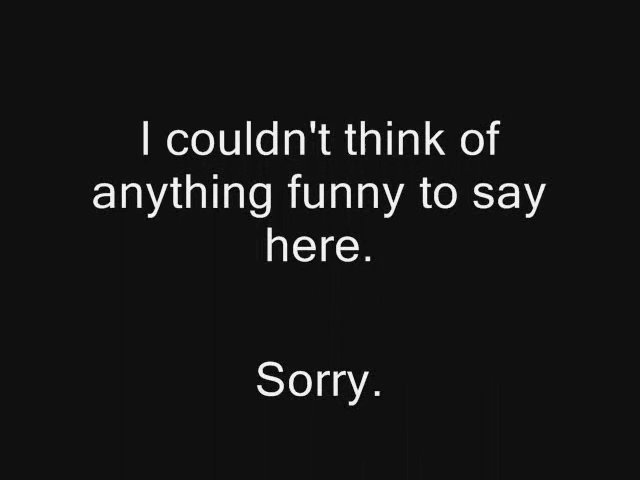 I couldn't think of
anything funny to say
here.
Sorry.